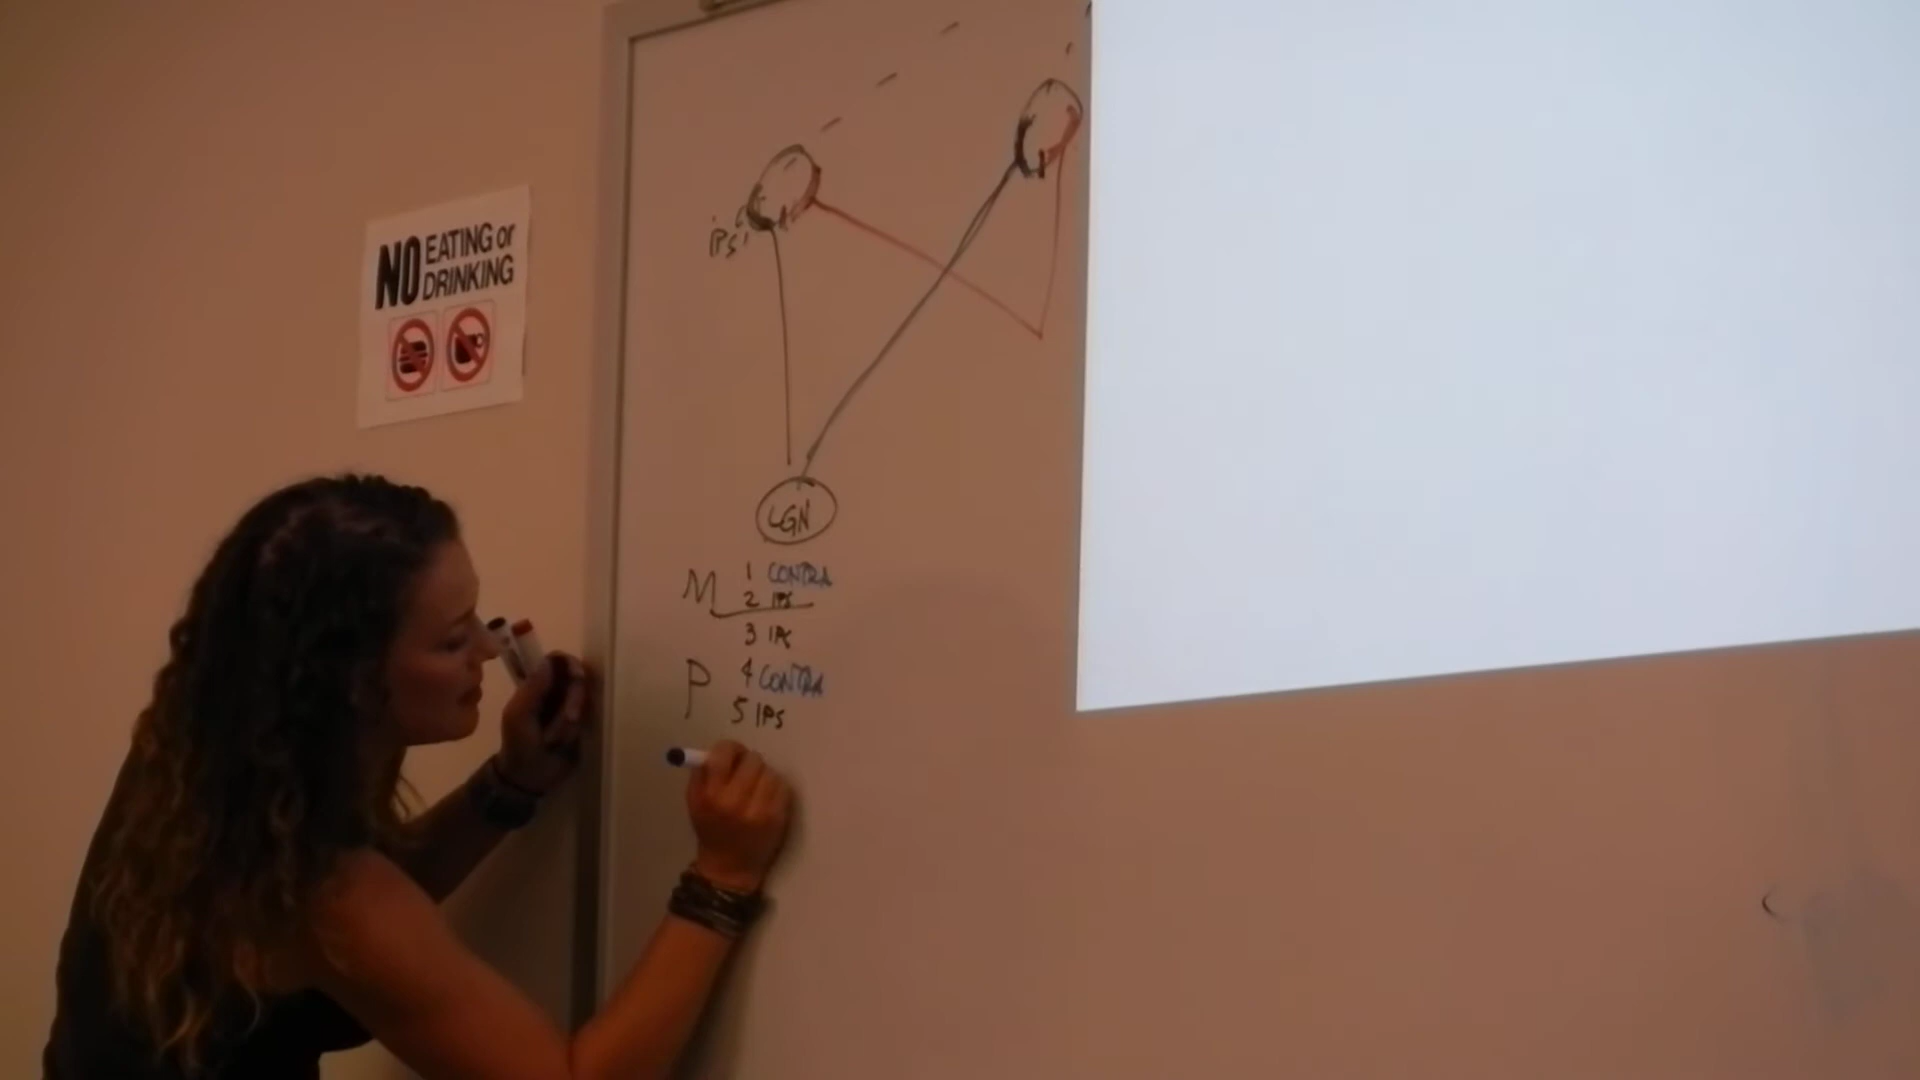 NO EATING or
DRINKING
iPSi
LGN
M 1 CONTRA
2 IPS
3 IPS
P 4 CONTRA
5 IPS